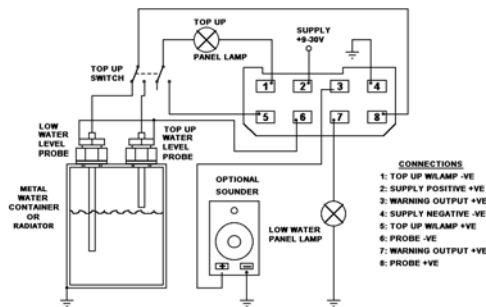 TOP UP
PANEL LAMP
SUPPLY
+9-30V
TOP UP
SWITCH
1
2
3
4
5
6
7
8
LOW
WATER
LEVEL
PROBE
TOP UP
WATER
LEVEL
PROBE
METAL
WATER
CONTAINER
OR
RADIATOR
OPTIONAL
SOUNDER
LOW WATER
PANEL LAMP
CONNECTIONS
1: TOP UP W/LAMP -VE
2: SUPPLY POSITIVE +VE
3: WARNING OUTPUT +VE
4: SUPPLY NEGATIVE -VE
5: TOP UP W/LAMP +VE
6: PROBE -VE
7: WARNING OUTPUT +VE
8: PROBE +VE